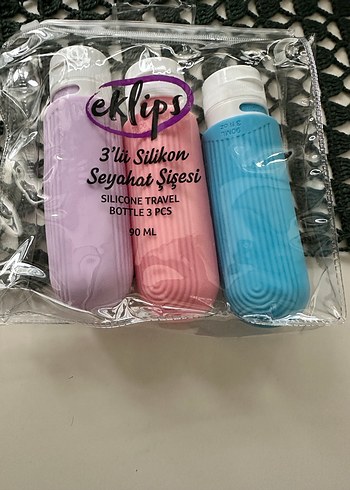 eklips
3'lü Silikon
Seyahat Şişesi
SILICONE TRAVEL
BOTTLE 3 PCS
90 ML